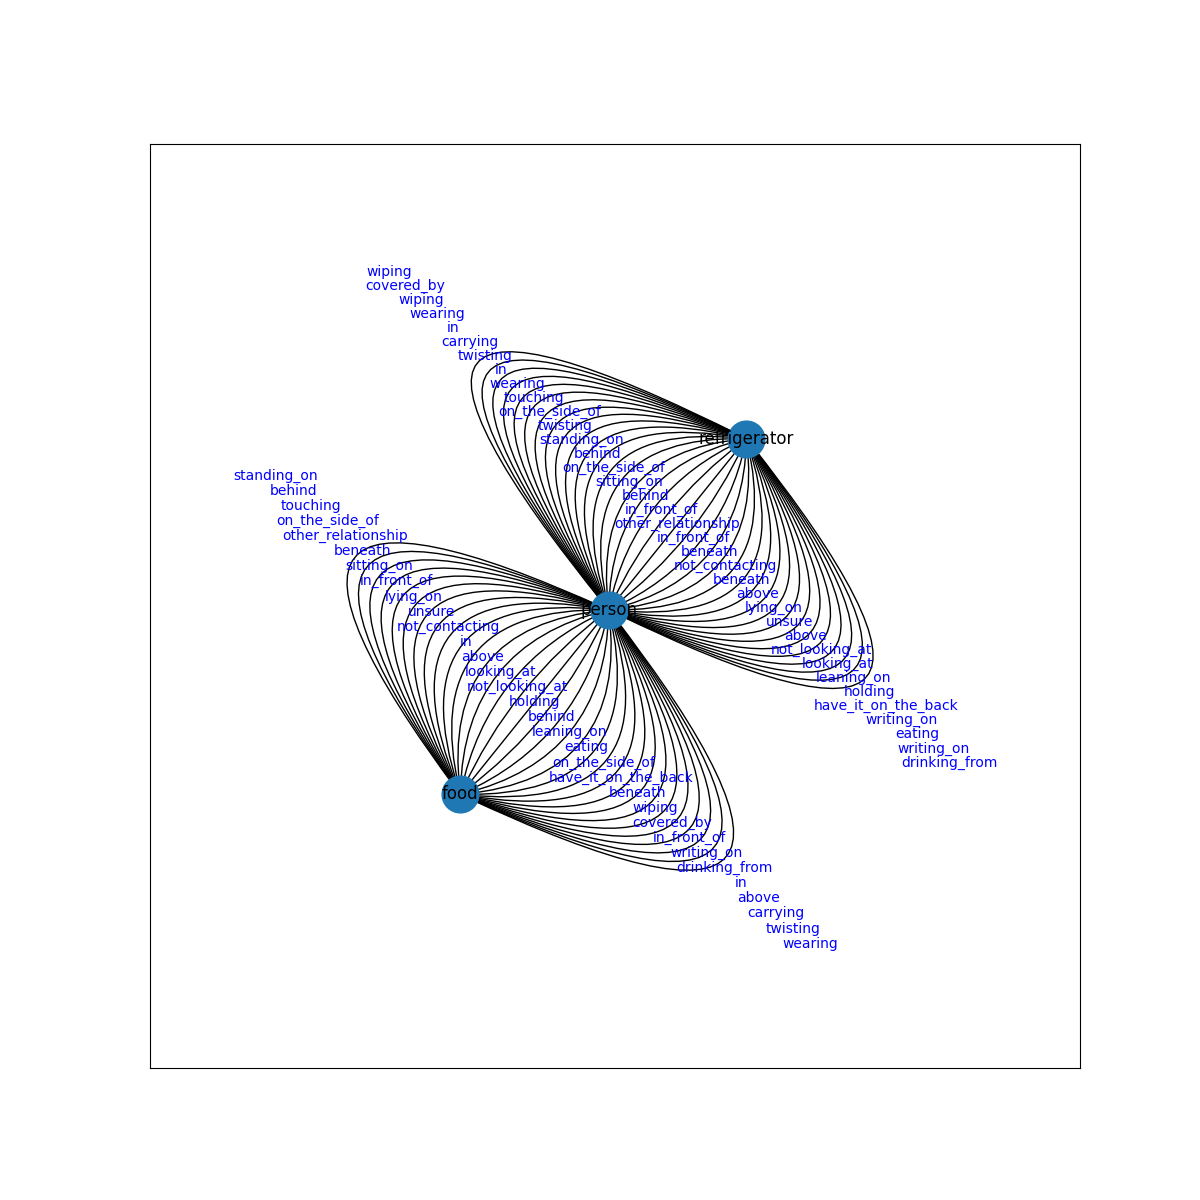 wiping
covered_by
wiping
wearing
in
carrying
twisting
in
wearing
touching
on_the_side_of
twisting
standing_on
behind
on_the_side_of
sitting_on
behind
in_front_of
other_relationship
in_front_of
beneath
not_contacting
beneath
above
lying_on
unsure
above
not_looking_at
looking_at
leaning_on
holding
have_it_on_the_back
writing_on
eating
writing_on
drinking_from
refrigerator
person
food
standing_on
behind
touching
on_the_side_of
other_relationship
beneath
sitting_on
in_front_of
lying_on
unsure
not_contacting
in
above
looking_at
not_looking_at
holding
behind
leaning_on
eating
on_the_side_of
have_it_on_the_back
beneath
wiping
covered_by
in_front_of
writing_on
drinking_from
in
above
carrying
twisting
wearing